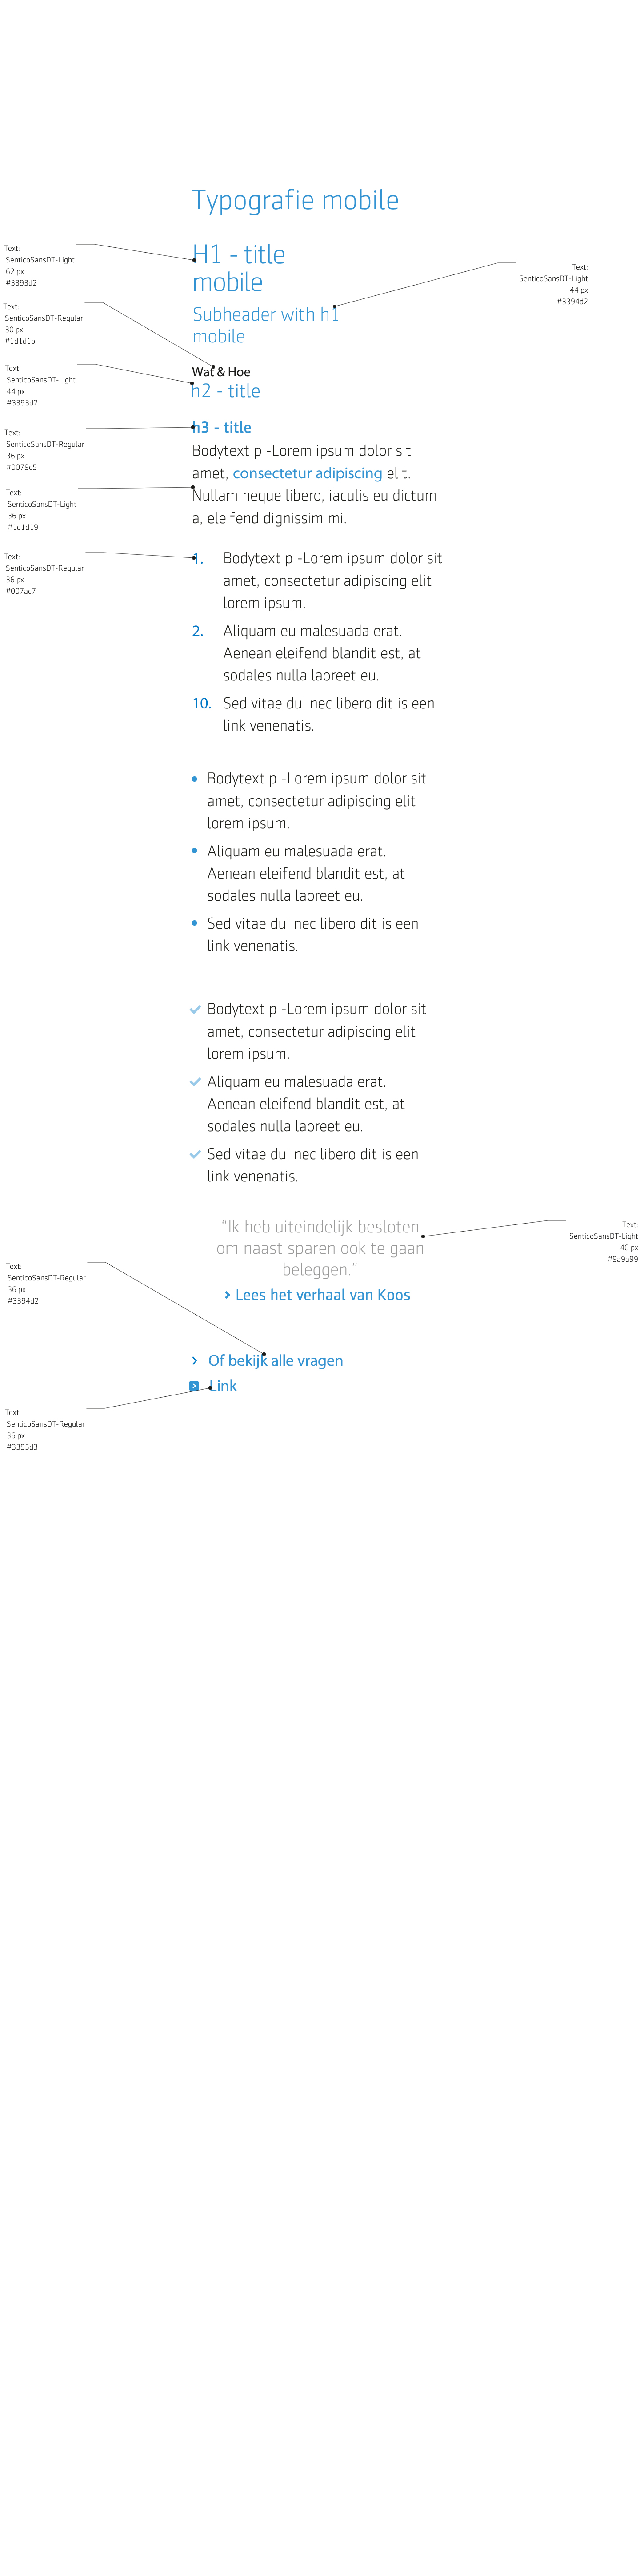 Typografie mobile
Text:
SenticoSansDT-Light
62 px
#3393d2
H1 - title
mobile
Text:
SenticoSansDT-Light
44 px
#3394d2
Subheader with h1
mobile
Text:
SenticoSansDT-Regular
30 px
#1d1d1b
Wat & Hoe
Text:
SenticoSansDT-Light
44 px
#3393d2
h2 - title
Text:
SenticoSansDT-Regular
36 px
#0079c5
h3 - title
Bodytext p -Lorem ipsum dolor sit
amet, consectetur adipiscing elit.
Nullam neque libero, iaculis eu dictum
a, eleifend dignissim mi.
Text:
SenticoSansDT-Light
36 px
#1d1d19
Text:
SenticoSansDT-Regular
36 px
#007ac7
1. Bodytext p -Lorem ipsum dolor sit
amet, consectetur adipiscing elit
lorem ipsum.
2. Aliquam eu malesuada erat.
Aenean eleifend blandit est, at
sodales nulla laoreet eu.
10. Sed vitae dui nec libero dit is een
link venenatis.
• Bodytext p -Lorem ipsum dolor sit
amet, consectetur adipiscing elit
lorem ipsum.
• Aliquam eu malesuada erat.
Aenean eleifend blandit est, at
sodales nulla laoreet eu.
• Sed vitae dui nec libero dit is een
link venenatis.
Bodytext p -Lorem ipsum dolor sit
amet, consectetur adipiscing elit
lorem ipsum.
Aliquam eu malesuada erat.
Aenean eleifend blandit est, at
sodales nulla laoreet eu.
Sed vitae dui nec libero dit is een
link venenatis.
"Ik heb uiteindelijk besloten
om naast sparen ook te gaan
beleggen."
Text:
SenticoSansDT-Light
40 px
#9a9a99
Lees het verhaal van Koos
Text:
SenticoSansDT-Regular
36 px
#3394d2
Of bekijk alle vragen
Link
Text:
SenticoSansDT-Regular
36 px
#3395d3